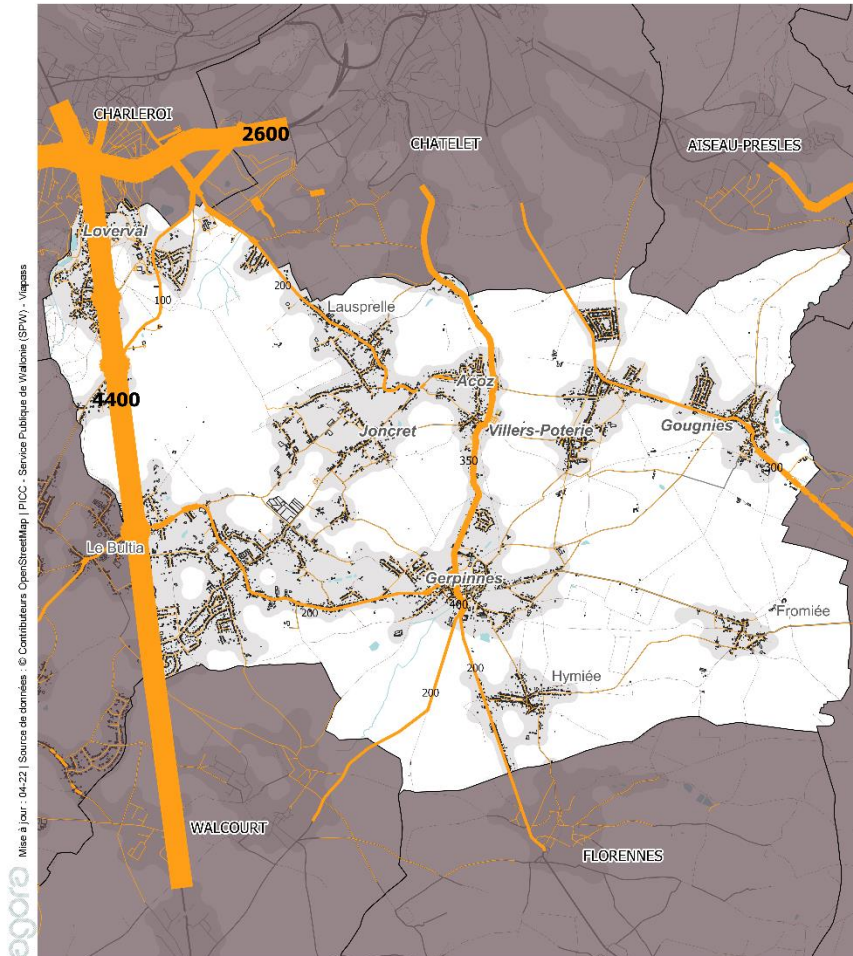 CHARLEROI
2600
CHATELET
AISEAU-PRESLES
Loverval
100
200
Lausprelle
4400
Acoz
Joncret
Villers-Poterie
Gougnies
350
300
Le Bultia
Gerpinnes
400
200
Fromiée
200
Hymiée
200
WALCOURT
FLORENNES
agora
Mise à jour : 04-22 | Source de données : © Contributeurs OpenStreetMap | PICC - Service Publique de Wallonie (SPW) - Viapass